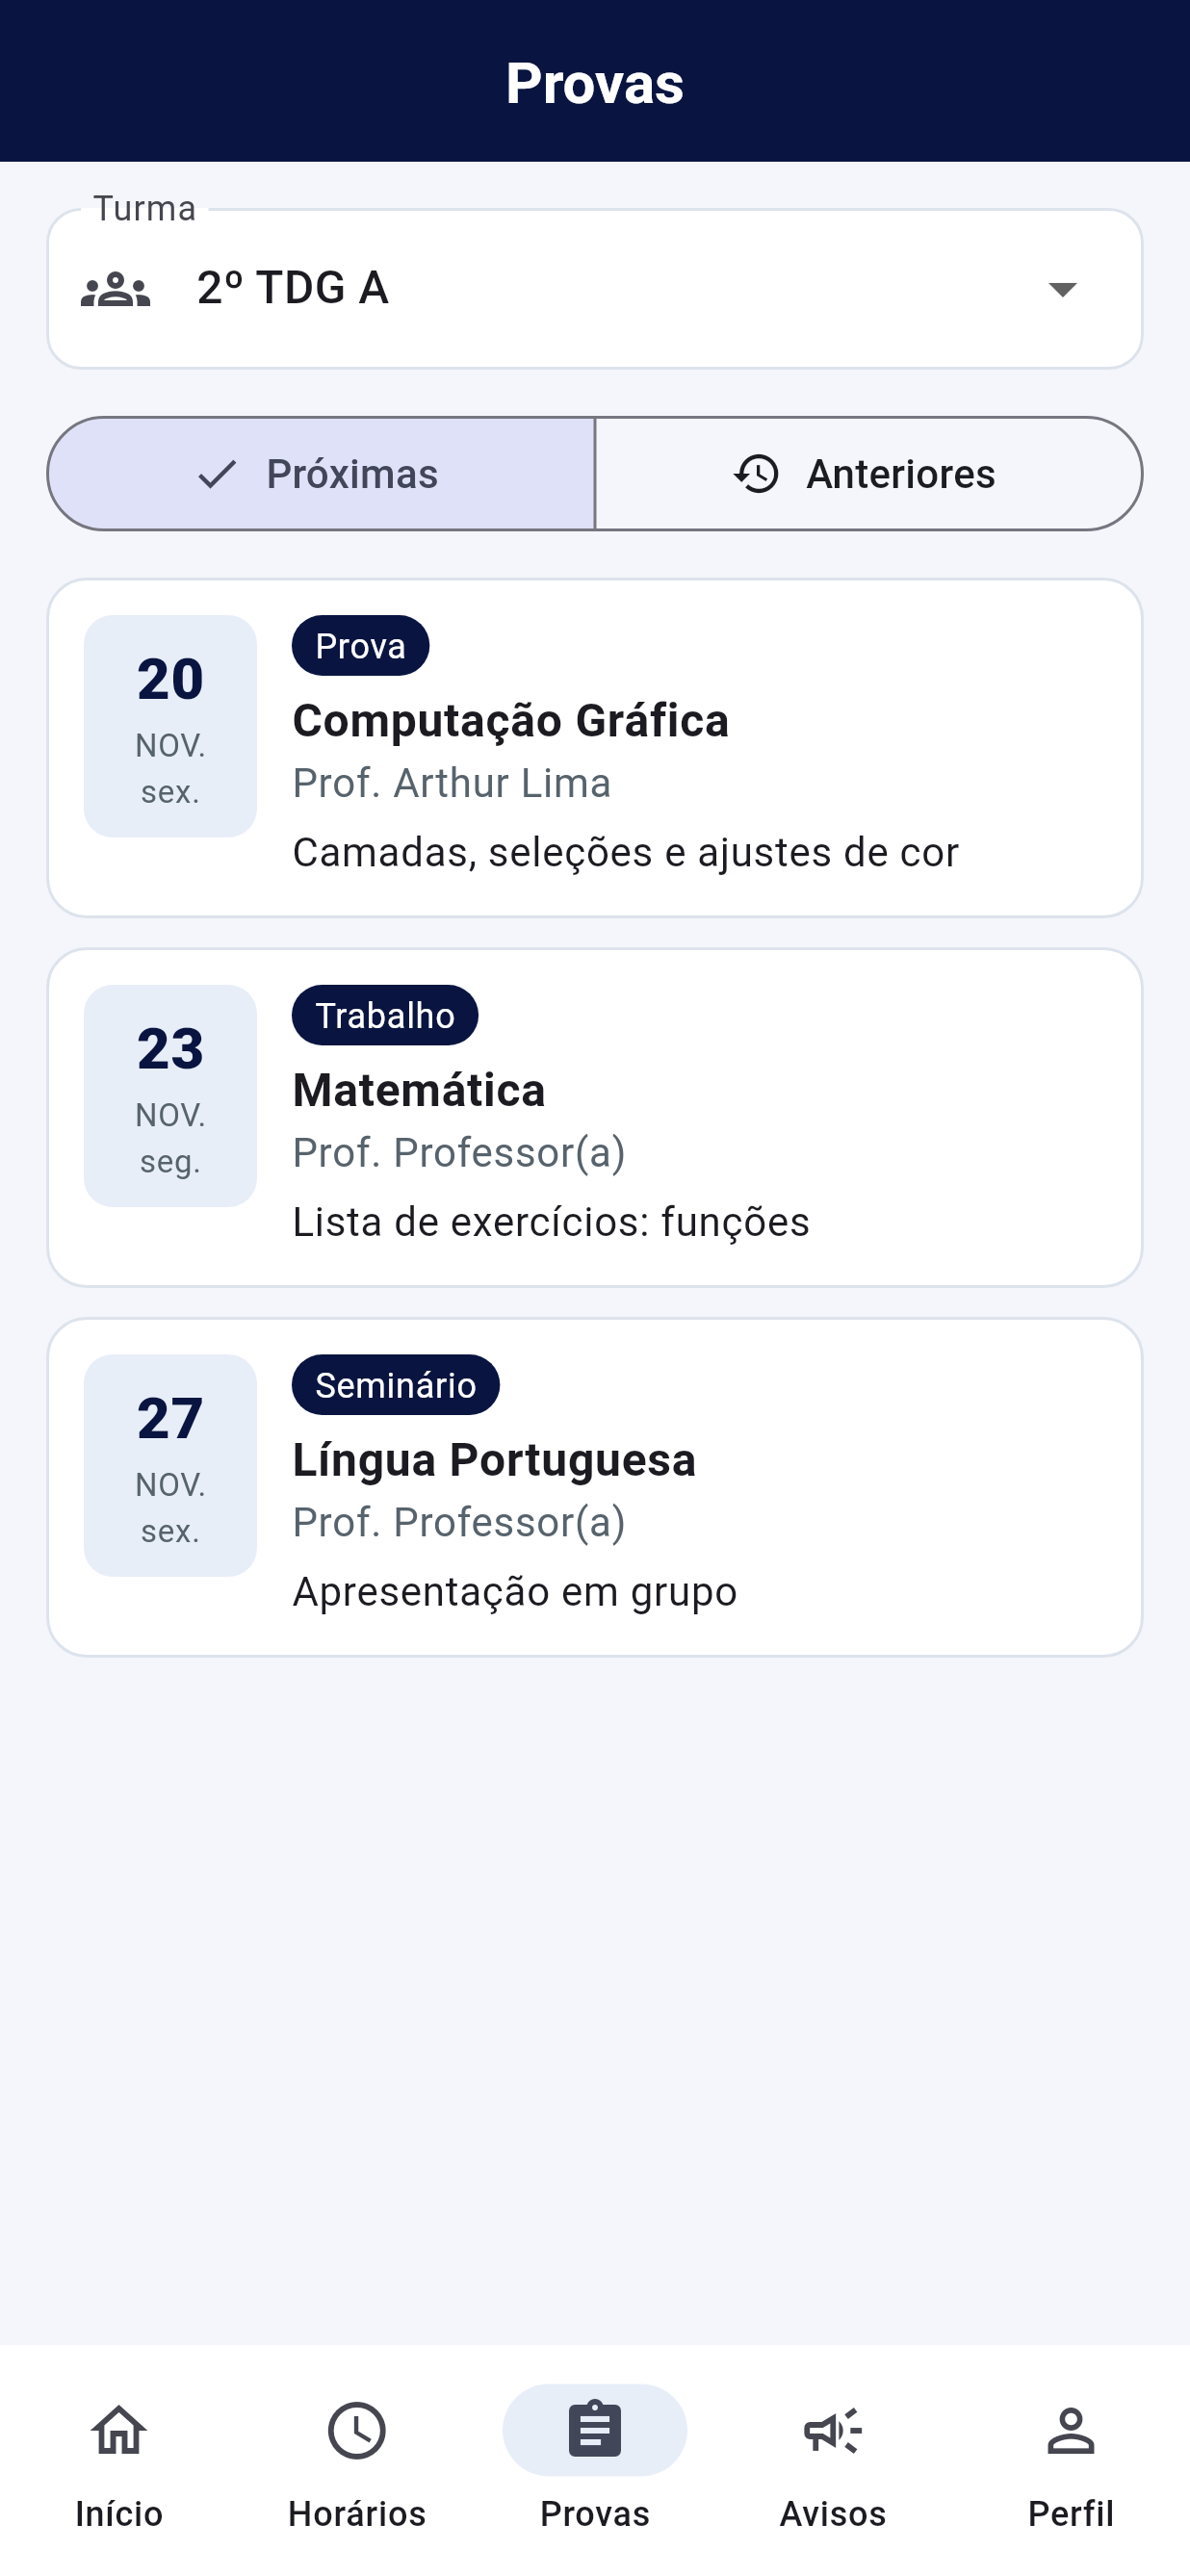 Provas
Turma
2º TDG A
Próximas
Anteriores
20
NOV.
sex.
Prova
Computação Gráfica
Prof. Arthur Lima
Camadas, seleções e ajustes de cor
23
NOV.
seg.
Trabalho
Matemática
Prof. Professor(a)
Lista de exercícios: funções
27
NOV.
sex.
Seminário
Língua Portuguesa
Prof. Professor(a)
Apresentação em grupo
Início
Horários
Provas
Avisos
Perfil